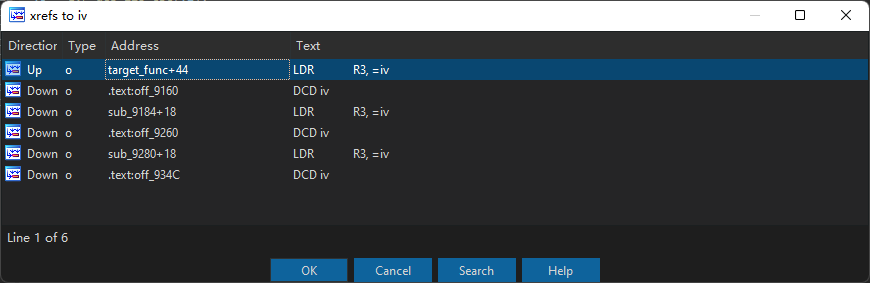 xrefs to iv
Direction Type Address Text
Up o target_func+44 LDR R3, =iv
Down o .text:off_9160 DCD iv
Down o sub_9184+18 LDR R3, =iv
Down o .text:off_9260 DCD iv
Down o sub_9280+18 LDR R3, =iv
Down o .text:off_934C DCD iv
Line 1 of 6
OK Cancel Search Help